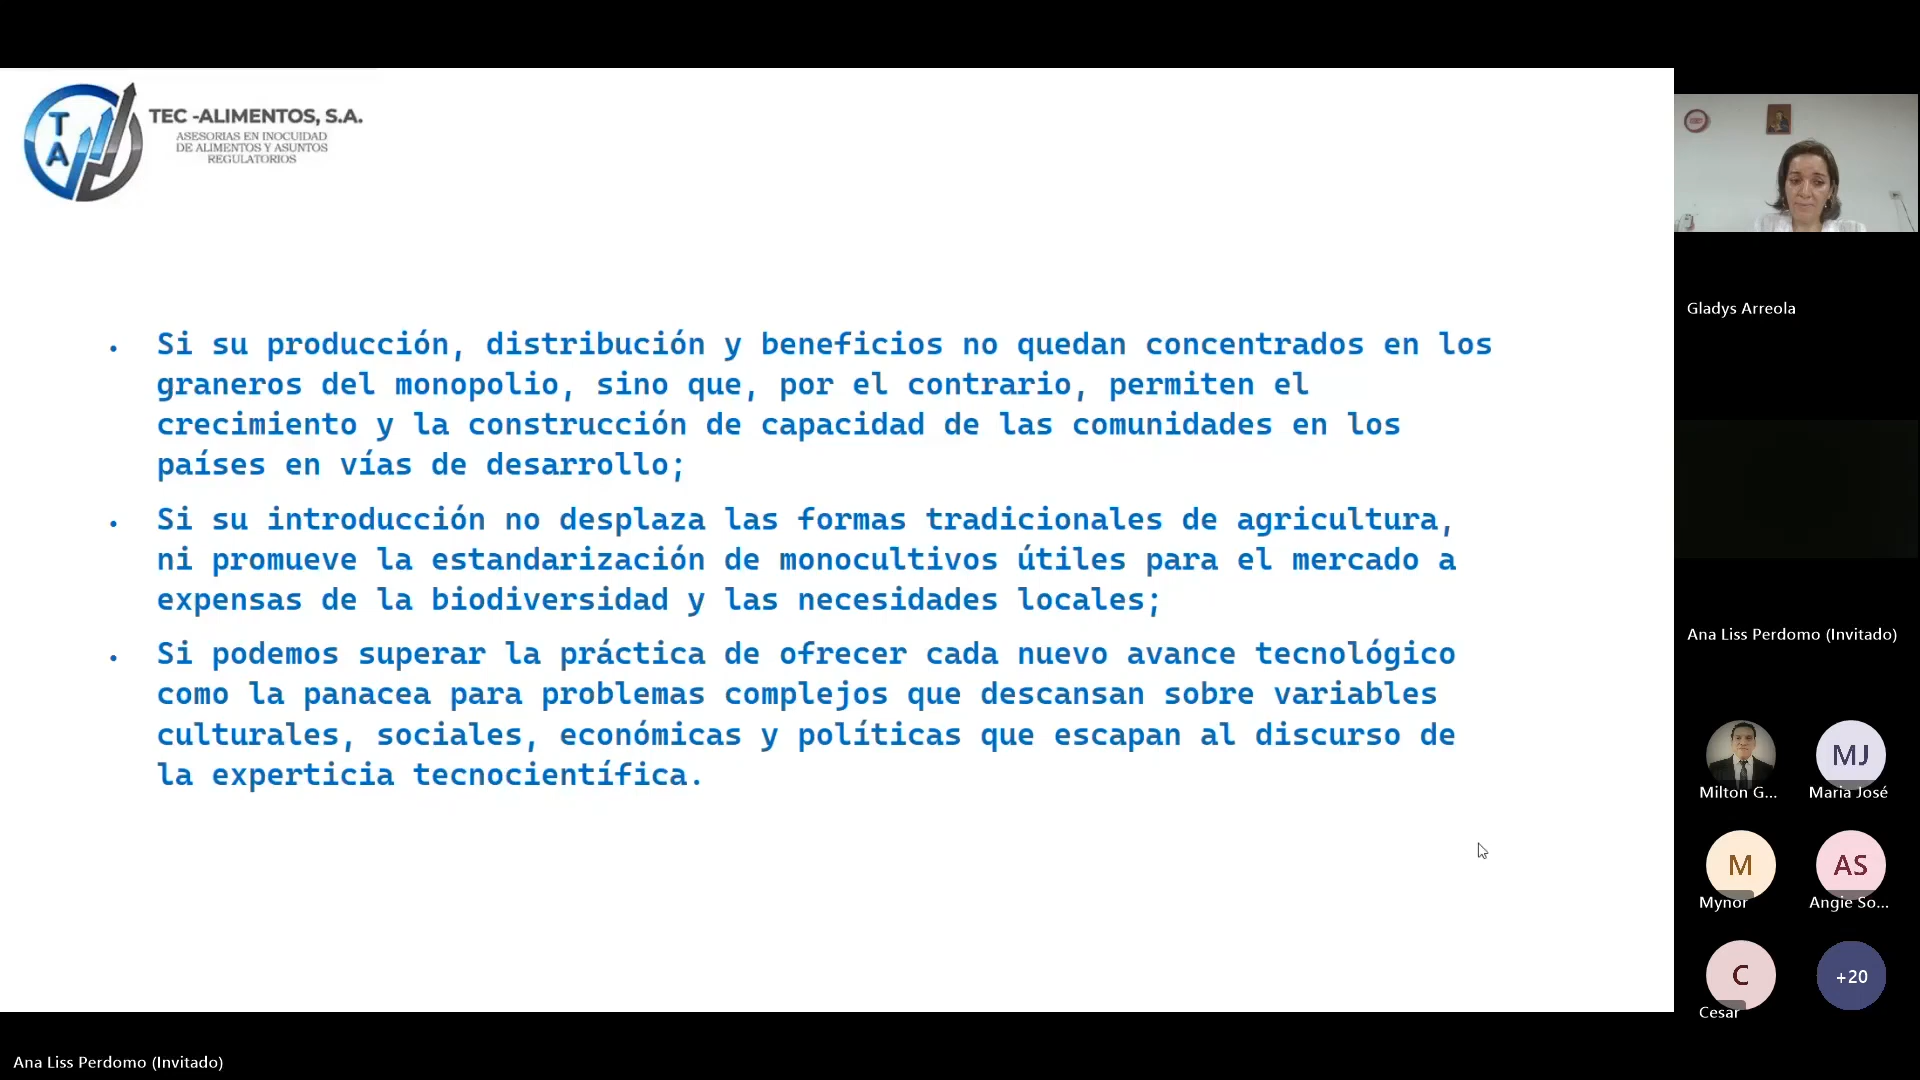 T
A
TEC -ALIMENTOS, S.A.
ASESORIAS EN INOCUIDAD
DE ALIMENTOS Y ASUNTOS
REGULATORIOS
• Si su producción, distribución y beneficios no quedan concentrados en los
graneros del monopolio, sino que, por el contrario, permiten el
crecimiento y la construcción de capacidad de las comunidades en los
países en vías de desarrollo;
• Si su introducción no desplaza las formas tradicionales de agricultura,
ni promueve la estandarización de monocultivos útiles para el mercado a
expensas de la biodiversidad y las necesidades locales;
• Si podemos superar la práctica de ofrecer cada nuevo avance tecnológico
como la panacea para problemas complejos que descansan sobre variables
culturales, sociales, económicas y políticas que escapan al discurso de
la experticia tecnocientífica.
Gladys Arreola
Ana Liss Perdomo (Invitado)
MJ
Milton G...
Maria José
M
AS
Mynor
Angie So...
C
+20
Cesar
Ana Liss Perdomo (Invitado)